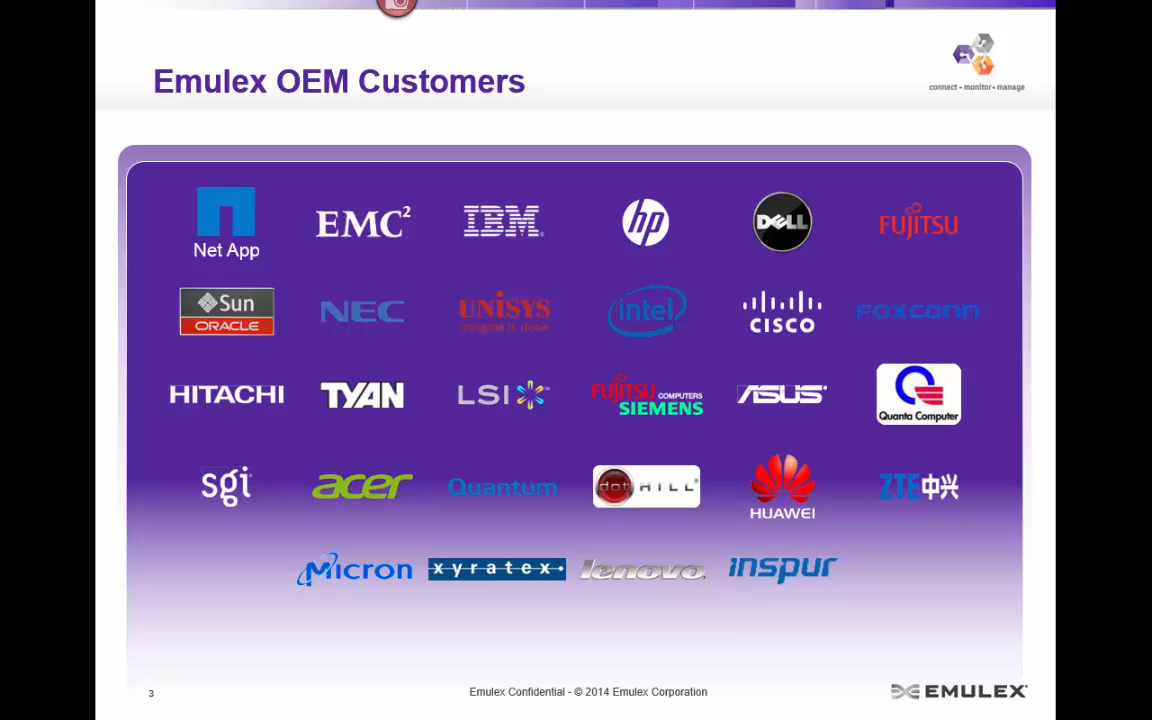 Emulex OEM Customers
connect • monitor • manage
Net App
EMC²
IBM®
hp
DELL
FUJITSU
Sun
ORACLE
NEC
UNISYS
imagine it done.
intel
CISCO
FOXCONN
HITACHI
TYAN
LSI
FUJITSU COMPUTERS
SIEMENS
ASUS
Quanta Computer
sgi
acer
Quantum
dot HILL®
HUAWEI
ZTE中兴
Micron
xyratex
lenovo
inspur
3
Emulex Confidential - © 2014 Emulex Corporation
EMULEX